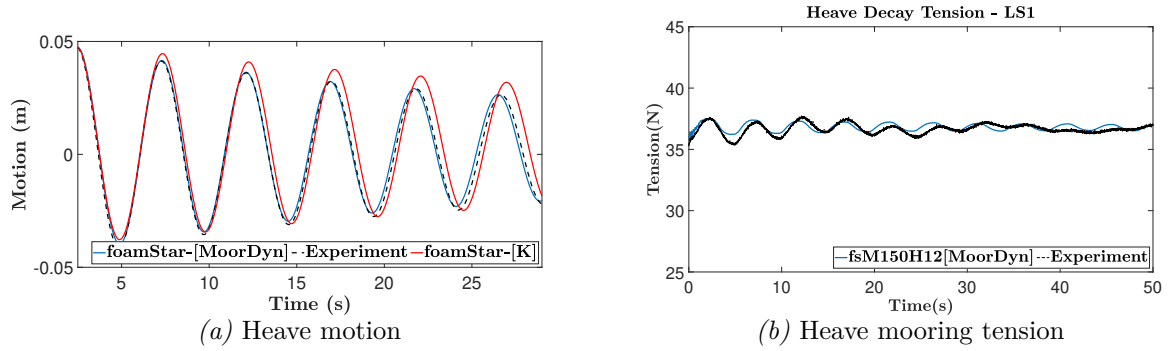 0.05
0
-0.05
Motion (m)
5 10 15 20 25
Time (s)
foamStar-[MoorDyn] Experiment foamStar-[K]
(a) Heave motion
Heave Decay Tension - LS1
45
40
35
30
25
Tension(N)
0 10 20 30 40 50
Time(s)
fsM150H12[MoorDyn] Experiment
(b) Heave mooring tension